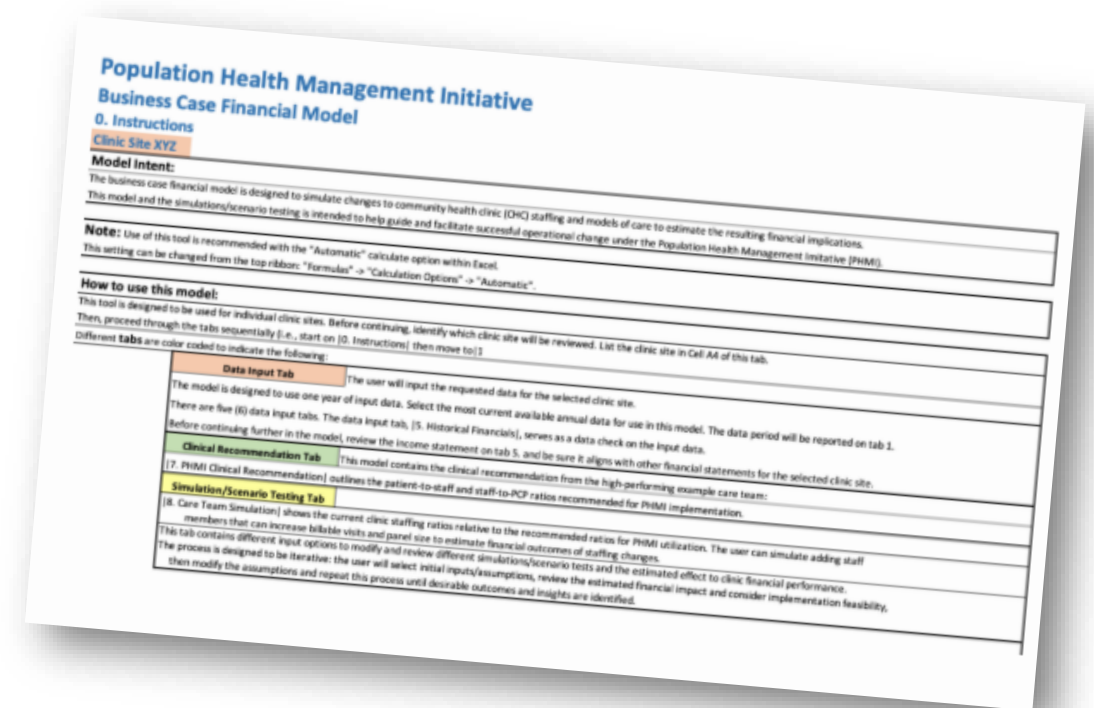 Population Health Management Initiative
Business Case Financial Model
0. Instructions
Clinic Site XYZ
Model Intent:
The business case financial model is designed to simulate changes to community health clinic (CHC) staffing and models of care to estimate the resulting financial implications.
This model and the simulations/scenario testing is intended to help guide and facilitate successful operational change under the Population Health Management Initiative (PHMI).
Note: Use of this tool is recommended with the "Automatic" calculate option within Excel.
This setting can be changed from the top ribbon: "Formulas" -> "Calculation Options" -> "Automatic".
How to use this model:
This tool is designed to be used for individual clinic sites. Before continuing, identify which clinic site will be reviewed. List the clinic site in Cell A4 of this tab.
Then, proceed through the tabs sequentially (i.e., start on |0. Instructions| then move to|1
Different tabs are color coded to indicate the following:
Data Input Tab The user will input the requested data for the selected clinic site.
The model is designed to use one year of input data. Select the most current available annual data for use in this model. The data period will be reported on tab 1.
There are five (6) data input tabs. The data input tab, |5. Historical Financials|, serves as a data check on the input data.
Before continuing further in the model, review the income statement on tab 5, and be sure it aligns with other financial statements for the selected clinic site.
Clinical Recommendation Tab This model contains the clinical recommendation from the high-performing example care team:
|7. PHMI Clinical Recommendation| outlines the patient-to-staff and staff-to-PCP ratios recommended for PHMI implementation.
Simulation/Scenario Testing Tab
|8. Care Team Simulation| shows the current clinic staffing ratios relative to the recommended ratios for PHMI utilization. The user can simulate adding staff
members that can increase billable visits and panel size to estimate financial outcomes of staffing changes.
This tab contains different input options to modify and review different simulations/scenario tests and the estimated effect to clinic financial performance.
The process is designed to be iterative: the user will select initial inputs/assumptions, review the estimated financial impact and consider implementation feasibility,
then modify the assumptions and repeat this process until desirable outcomes and insights are identified.